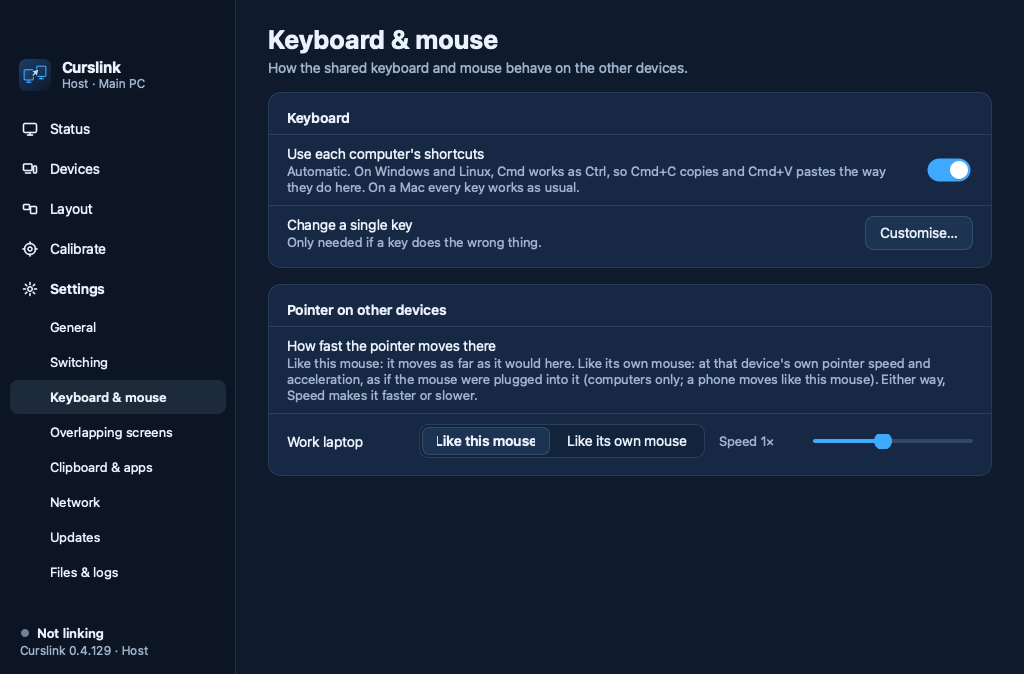 Curslink
Host · Main PC
Status
Devices
Layout
Calibrate
Settings
General
Switching
Keyboard & mouse
Overlapping screens
Clipboard & apps
Network
Updates
Files & logs
Not linking
Curslink 0.4.129 · Host
Keyboard & mouse
How the shared keyboard and mouse behave on the other devices.
Keyboard
Use each computer's shortcuts
Automatic. On Windows and Linux, Cmd works as Ctrl, so Cmd+C copies and Cmd+V pastes the way
they do here. On a Mac every key works as usual.
Change a single key
Only needed if a key does the wrong thing.
Customise...
Pointer on other devices
How fast the pointer moves there
Like this mouse: it moves as far as it would here. Like its own mouse: at that device's own pointer speed and
acceleration, as if the mouse were plugged into it (computers only; a phone moves like this mouse). Either way,
Speed makes it faster or slower.
Work laptop
Like this mouse
Like its own mouse
Speed 1×